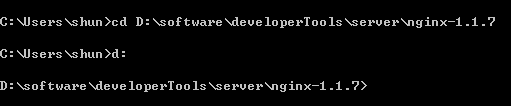 C:\Users\shun>cd D:\software\developerTools\server\nginx-1.1.7
C:\Users\shun>d:
D:\software\developerTools\server\nginx-1.1.7>